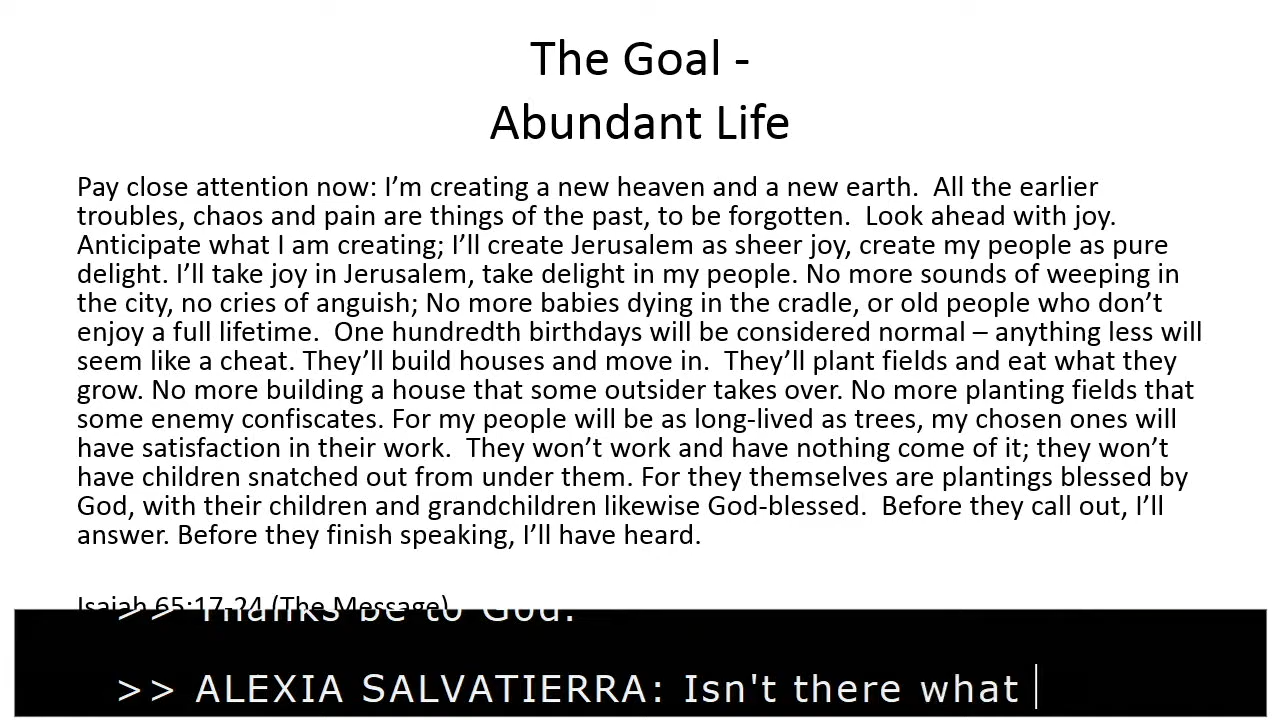 The Goal -
Abundant Life
Pay close attention now: I’m creating a new heaven and a new earth.  All the earlier
troubles, chaos and pain are things of the past, to be forgotten.  Look ahead with joy.
Anticipate what I am creating; I’ll create Jerusalem as sheer joy, create my people as pure
delight. I’ll take joy in Jerusalem, take delight in my people. No more sounds of weeping in
the city, no cries of anguish; No more babies dying in the cradle, or old people who don’t
enjoy a full lifetime.  One hundredth birthdays will be considered normal – anything less will
seem like a cheat. They’ll build houses and move in.  They’ll plant fields and eat what they
grow. No more building a house that some outsider takes over. No more planting fields that
some enemy confiscates. For my people will be as long-lived as trees, my chosen ones will
have satisfaction in their work.  They won’t work and have nothing come of it; they won’t
have children snatched out from under them. For they themselves are plantings blessed by
God, with their children and grandchildren likewise God-blessed.  Before they call out, I’ll
answer. Before they finish speaking, I’ll have heard.
Isaiah 65:17-24 (The Message)
>> Thanks be to God.
>> ALEXIA SALVATIERRA: Isn't there what